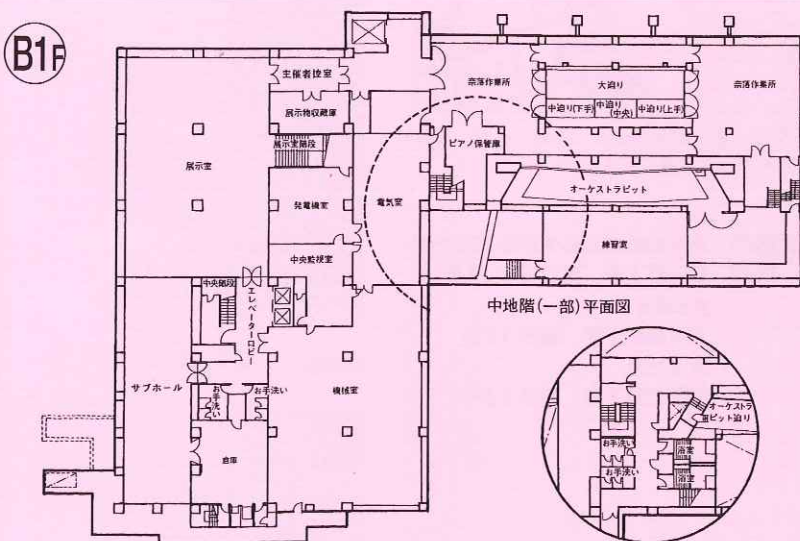 B1F
主催者控室
展示物収蔵庫
展示室階段
展示室
発電機室
電気室
中央監視室
中央階段
エレベーターロビー
サブホール
お手洗い
お手洗い
機械室
倉庫
奈落作業所
大迫り
中迫り(下手)
中迫り
(中央)
中迫り(上手)
奈落作業所
ピアノ保管庫
オーケストラピット
練習室
中地階(一部)平面図
オーケストラ
ピット迫り
お手洗い
お手洗い
浴室
浴室